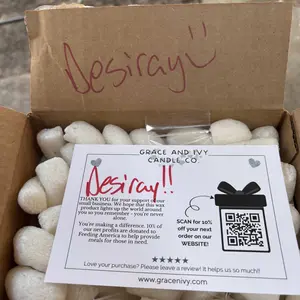 Desiray
GRACE AND IVY
CANDLE CO.
Desiray!!
THANK YOU for your support of our
small business. We hope that this wax
product lights up the world around
you so you remember - you're never
alone.
You're making a difference. 10% of
our net profits are donated to
Feeding America to help provide
meals for those in need.
SCAN for 10%
off your
next order
on our
WEBSITE!
Love your purchase? Please leave a review! It helps us so much!!
www.gracenivy.com